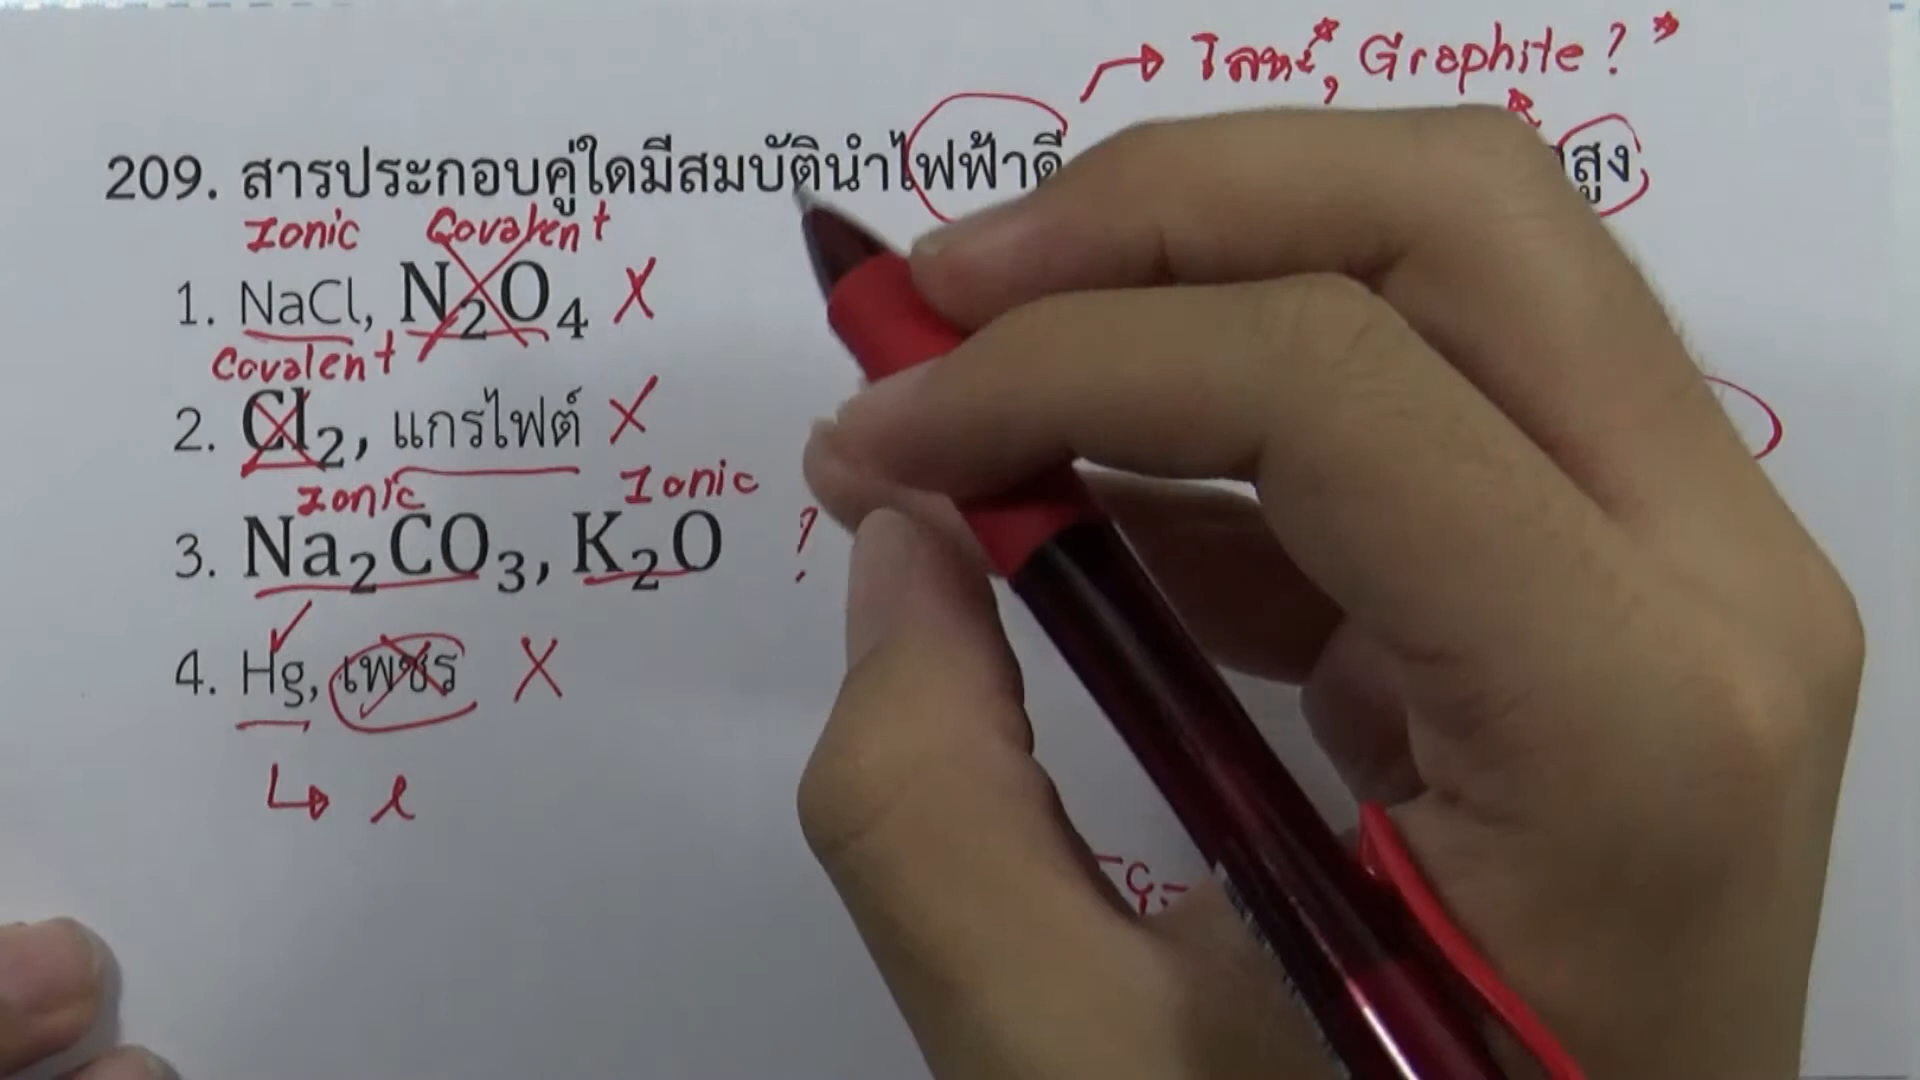 โลหะ*, Graphite ? *
209. สารประกอบคู่ใดมีสมบัตินำไฟฟ้าดี สูง
Ionic Covalent
1. NaCl, N₂O₄ X
Covalent
2. Cl₂, แกรไฟต์ X
Ionic Ionic
3. Na₂CO₃, K₂O ?
4. Hg, เพชร X
l